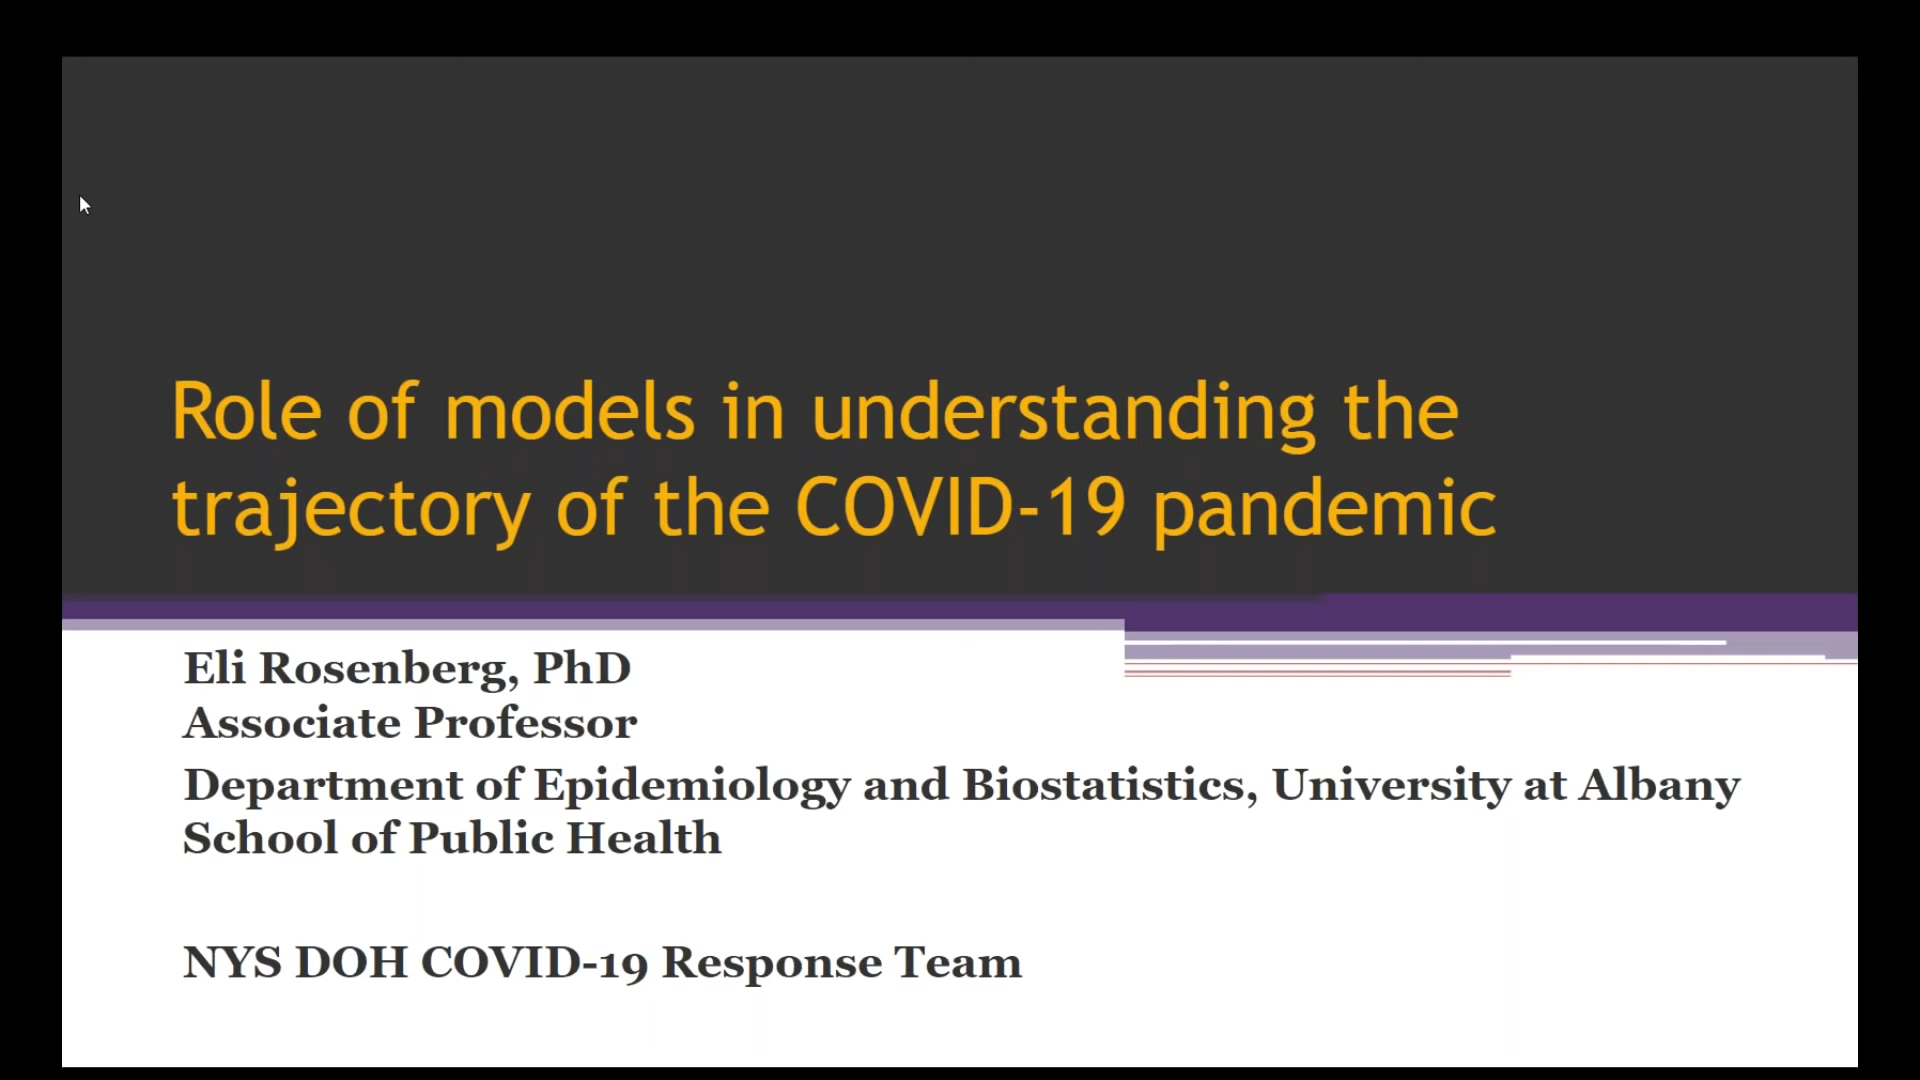 Role of models in understanding the
trajectory of the COVID-19 pandemic
Eli Rosenberg, PhD
Associate Professor
Department of Epidemiology and Biostatistics, University at Albany
School of Public Health
NYS DOH COVID-19 Response Team